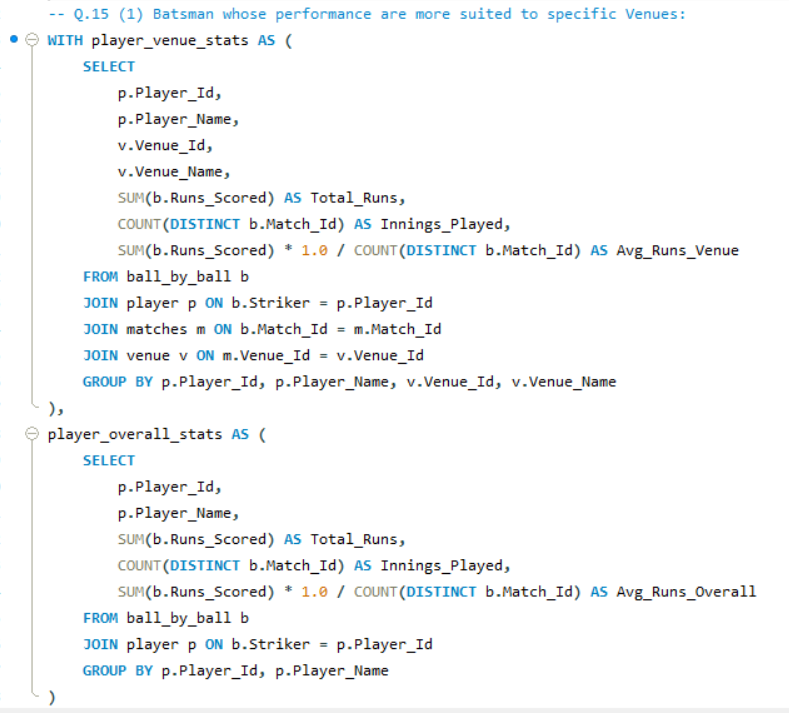 -- Q.15 (1) Batsman whose performance are more suited to specific Venues:
WITH player_venue_stats AS (
SELECT
p.Player_Id,
p.Player_Name,
v.Venue_Id,
v.Venue_Name,
SUM(b.Runs_Scored) AS Total_Runs,
COUNT(DISTINCT b.Match_Id) AS Innings_Played,
SUM(b.Runs_Scored) * 1.0 / COUNT(DISTINCT b.Match_Id) AS Avg_Runs_Venue
FROM ball_by_ball b
JOIN player p ON b.Striker = p.Player_Id
JOIN matches m ON b.Match_Id = m.Match_Id
JOIN venue v ON m.Venue_Id = v.Venue_Id
GROUP BY p.Player_Id, p.Player_Name, v.Venue_Id, v.Venue_Name
),
player_overall_stats AS (
SELECT
p.Player_Id,
p.Player_Name,
SUM(b.Runs_Scored) AS Total_Runs,
COUNT(DISTINCT b.Match_Id) AS Innings_Played,
SUM(b.Runs_Scored) * 1.0 / COUNT(DISTINCT b.Match_Id) AS Avg_Runs_Overall
FROM ball_by_ball b
JOIN player p ON b.Striker = p.Player_Id
GROUP BY p.Player_Id, p.Player_Name
)